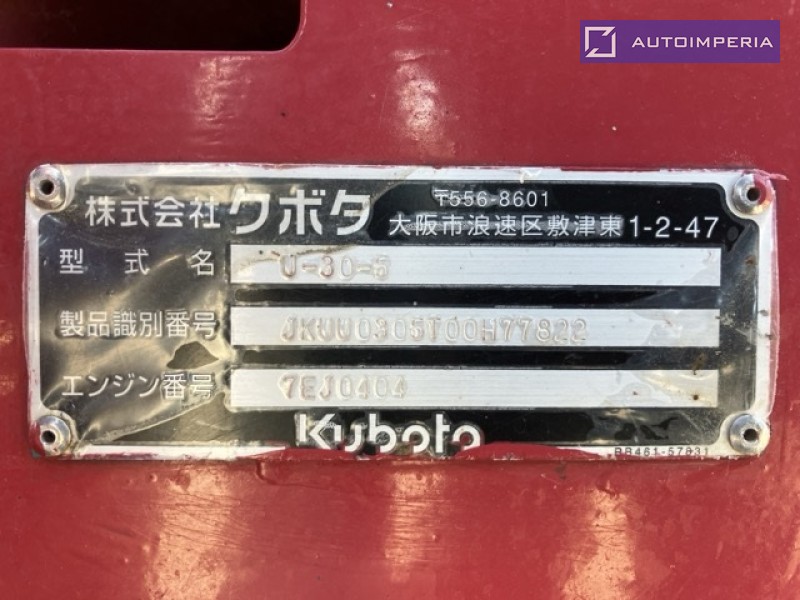 AUTOIMPERIA
株式会社クボタ 〒556-8601
大阪市浪速区敷津東1-2-47
型式名 U-30-5
製品識別番号 JKUU0305T00H77822
エンジン番号 7EJ0404
Kubota
RB461-57831